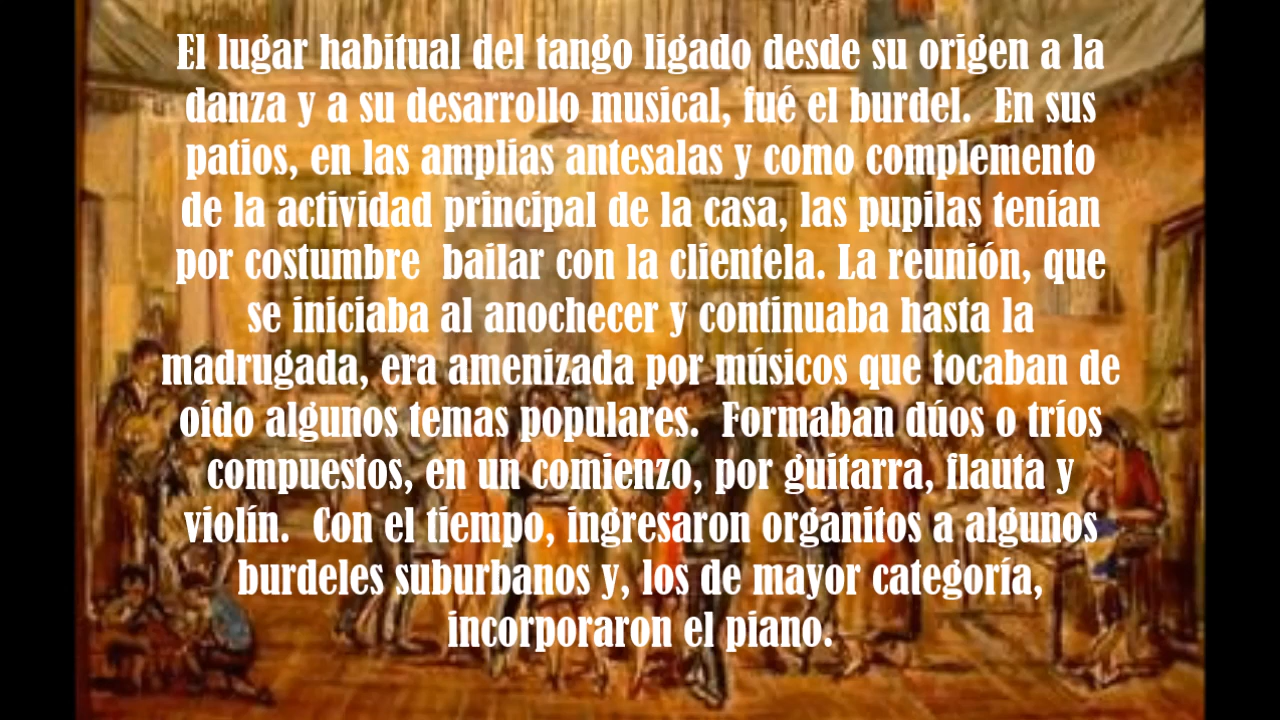 El lugar habitual del tango ligado desde su origen a la
danza y a su desarrollo musical, fué el burdel.  En sus
patios, en las amplias antesalas y como complemento
de la actividad principal de la casa, las pupilas tenían
por costumbre  bailar con la clientela. La reunión, que
se iniciaba al anochecer y continuaba hasta la
madrugada, era amenizada por músicos que tocaban de
oído algunos temas populares.  Formaban dúos o tríos
compuestos, en un comienzo, por guitarra, flauta y
violín.  Con el tiempo, ingresaron organitos a algunos
burdeles suburbanos y, los de mayor categoría,
incorporaron el piano.